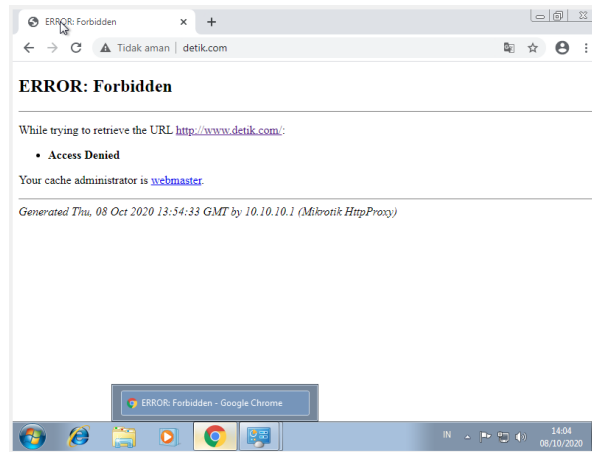 ERROR: Forbidden
Tidak aman | detik.com
ERROR: Forbidden
While trying to retrieve the URL http://www.detik.com/:
• Access Denied
Your cache administrator is webmaster.
Generated Thu, 08 Oct 2020 13:54:33 GMT by 10.10.10.1 (Mikrotik HttpProxy)
ERROR: Forbidden - Google Chrome
IN
14:04
08/10/2020